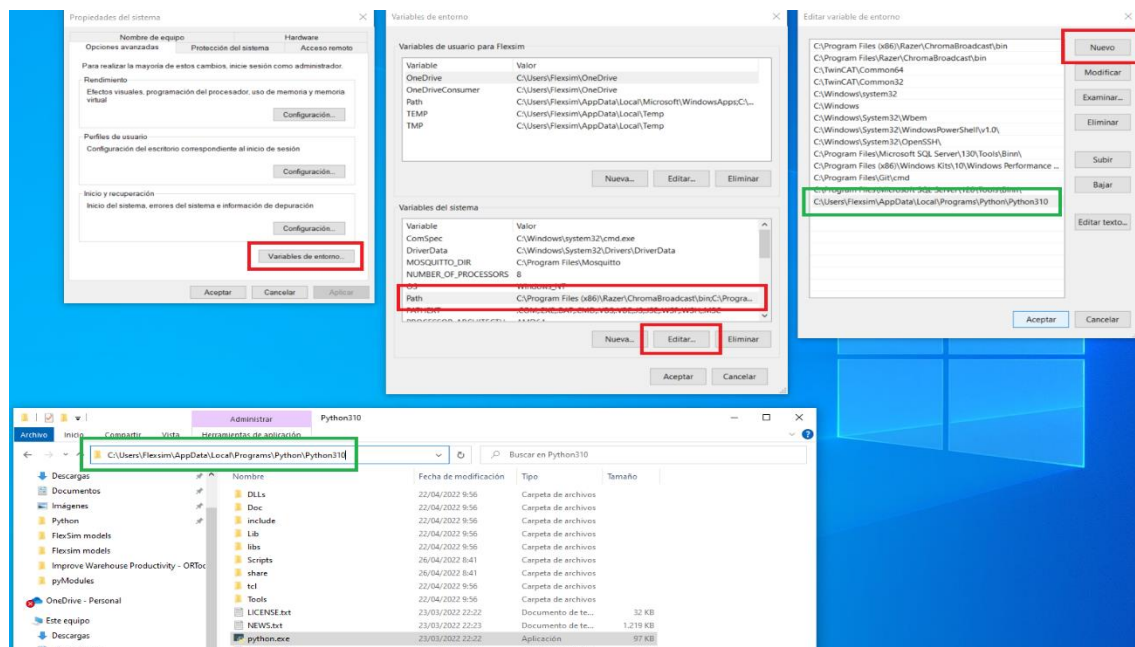 Propiedades del sistema
Nombre de equipo Hardware
Opciones avanzadas Protección del sistema Acceso remoto
Para realizar la mayoría de estos cambios, inicie sesión como administrador.
Rendimiento
Efectos visuales, programación del procesador, uso de memoria y memoria
virtual
Configuración...
Perfiles de usuario
Configuración del escritorio correspondiente al inicio de sesión
Configuración...
Inicio y recuperación
Inicio del sistema, errores del sistema e información de depuración
Configuración...
Variables de entorno...
Aceptar Cancelar Aplicar
Variables de entorno
Variables de usuario para Flexsim
Variable Valor
OneDrive C:\Users\Flexsim\OneDrive
OneDriveConsumer C:\Users\Flexsim\OneDrive
Path C:\Users\Flexsim\AppData\Local\Microsoft\WindowsApps;C:\...
TEMP C:\Users\Flexsim\AppData\Local\Temp
TMP C:\Users\Flexsim\AppData\Local\Temp
Nueva... Editar... Eliminar
Variables del sistema
Variable Valor
ComSpec C:\Windows\system32\cmd.exe
DriverData C:\Windows\System32\Drivers\DriverData
MOSQUITTO_DIR C:\Program Files\Mosquitto
NUMBER_OF_PROCESSORS 8
OS Windows_NT
Path C:\Program Files (x86)\Razer\ChromaBroadcast\bin;C:\Progra...
PATHEXT .COM;.EXE;.BAT;.CMD;.VBS;.VBE;.JS;.JSE;.WSF;.WSH;.MSC
Nueva... Editar... Eliminar
Aceptar Cancelar
Editar variable de entorno
C:\Program Files (x86)\Razer\ChromaBroadcast\bin
C:\Program Files\Razer\ChromaBroadcast\bin
C:\TwinCAT\Common64
C:\TwinCAT\Common32
C:\Windows\system32
C:\Windows
C:\Windows\System32\Wbem
C:\Windows\System32\WindowsPowerShell\v1.0\
C:\Windows\System32\OpenSSH\
C:\Program Files\Microsoft SQL Server\130\Tools\Binn\
C:\Program Files (x86)\Windows Kits\10\Windows Performance ...
C:\Program Files\Git\cmd
C:\Users\Flexsim\AppData\Local\Programs\Python\Python310
Nuevo
Modificar
Examinar...
Eliminar
Subir
Bajar
Editar texto...
Aceptar Cancelar
Administrar Python310
Archivo Inicio Compartir Vista Herramientas de aplicación
C:\Users\Flexsim\AppData\Local\Programs\Python\Python310
Buscar en Python310
Descargas
Documentos
Imágenes
Python
FlexSim models
Flexsim models
Improve Warehouse Productivity - ORToc
pyModules
OneDrive - Personal
Este equipo
Descargas
Nombre Fecha de modificación Tipo Tamaño
DLLs 22/04/2022 9:56 Carpeta de archivos
Doc 22/04/2022 9:56 Carpeta de archivos
include 22/04/2022 9:56 Carpeta de archivos
Lib 22/04/2022 9:56 Carpeta de archivos
libs 22/04/2022 9:56 Carpeta de archivos
Scripts 26/04/2022 8:41 Carpeta de archivos
share 26/04/2022 8:41 Carpeta de archivos
tcl 22/04/2022 9:56 Carpeta de archivos
Tools 22/04/2022 9:56 Carpeta de archivos
LICENSE.txt 23/03/2022 22:22 Documento de te... 32 KB
NEWS.txt 23/03/2022 22:23 Documento de te... 1.219 KB
python.exe 23/03/2022 22:22 Aplicación 97 KB